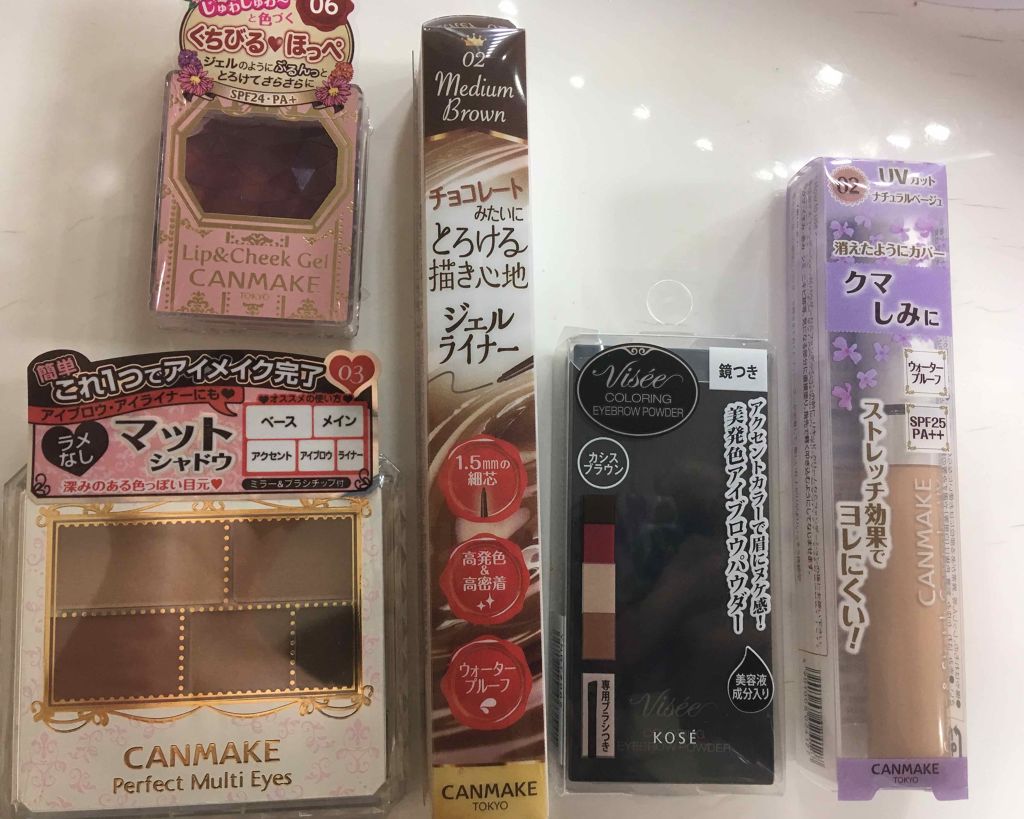 じゅわじゅわ〜
と色づく
06
くちびる♥ほっぺ
ジェルのようにぷるんっと
とろけてさらさらに
SPF24・PA+
Lip&Cheek Gel
CANMAKE
TOKYO
簡単
これ1つでアイメイク完了
03
アイブロウ・アイライナーにも♥
ラメ
なし
マット
シャドウ
深みのある色っぽい目元♥
♥オススメの使い方♥
ベース
メイン
アクセント
アイブロウ
ライナー
ミラー&ブラシチップ付
CANMAKE
Perfect Multi Eyes
02
Medium
Brown
チョコレート
みたいに
とろける
描き心地
ジェル
ライナー
1.5mmの
細芯
高発色
&
高密着
ウォーター
プルーフ
CANMAKE
TOKYO
Visée
COLORING
EYEBROW POWDER
鏡つき
カシス
ブラウン
アクセントカラーで眉にヌケ感!
美発色アイブロウパウダー
専用ブラシつき
美容液
成分入り
Visée
EYEBROW POWDER
KOSÉ
02
UVカット
ナチュラルベージュ
消えたようにカバー
クマ
しみに
ウォーター
プルーフ
SPF25
PA++
ストレッチ効果で
ヨレにくい!
CANMAKE
CANMAKE
TOKYO